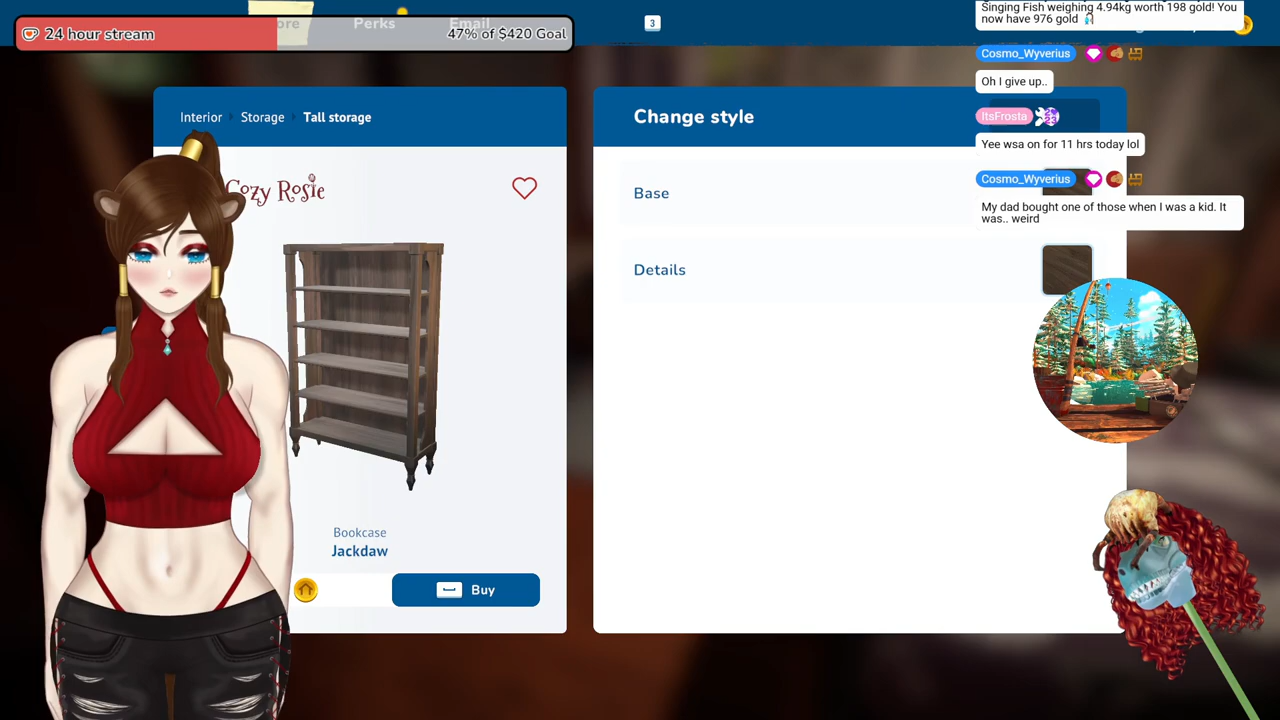 24 hour stream
47% of $420 Goal
Perks
Email
3
Singing Fish weighing 4.94kg worth 198 gold! You
now have 976 gold
Cosmo_Wyverius
Oh I give up..
ItsFrosta
Yee wsa on for 11 hrs today lol
Cosmo_Wyverius
My dad bought one of those when I was a kid. It
was.. weird
Interior Storage Tall storage
Cozy Rosie
Bookcase
Jackdaw
Buy
Change style
Base
Details